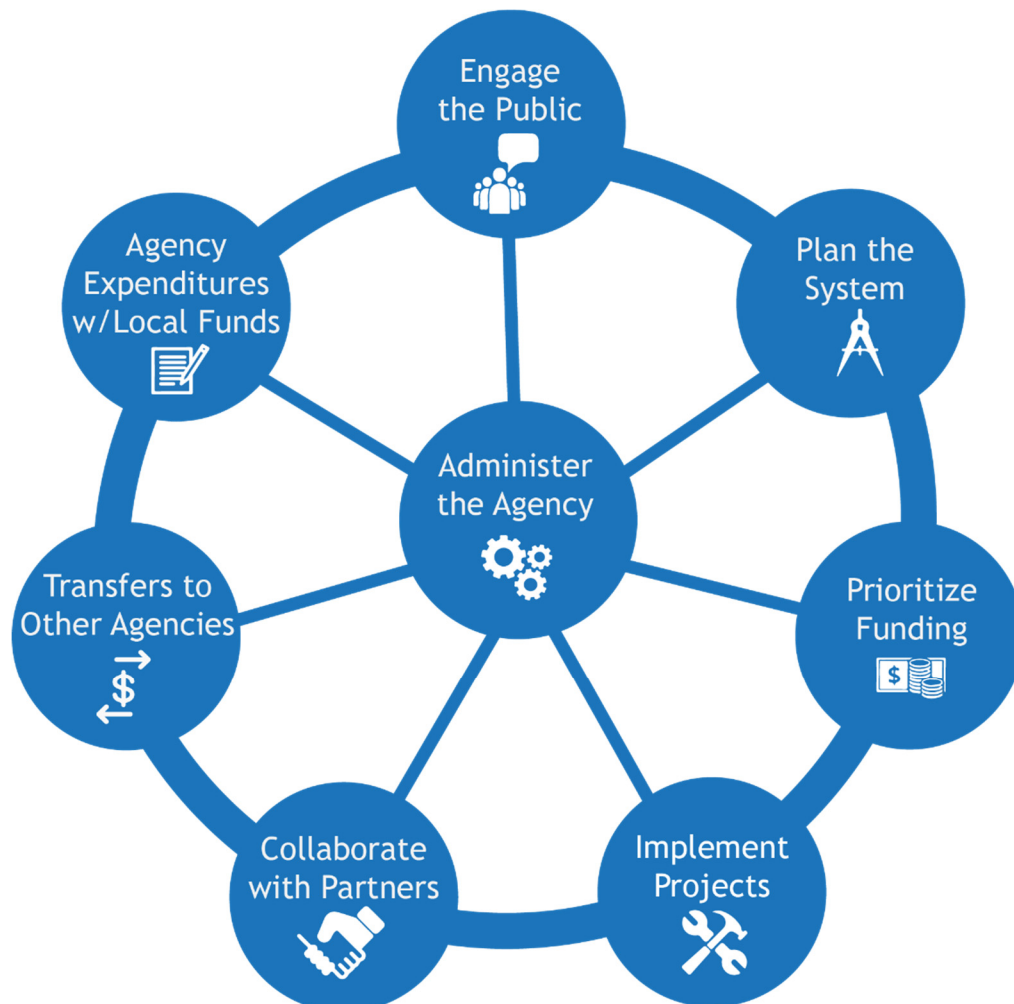 Engage
the Public
Plan the
System
Prioritize
Funding
$
Implement
Projects
Collaborate
with Partners
Transfers to
Other Agencies
$
Agency
Expenditures
w/Local Funds
Administer
the Agency